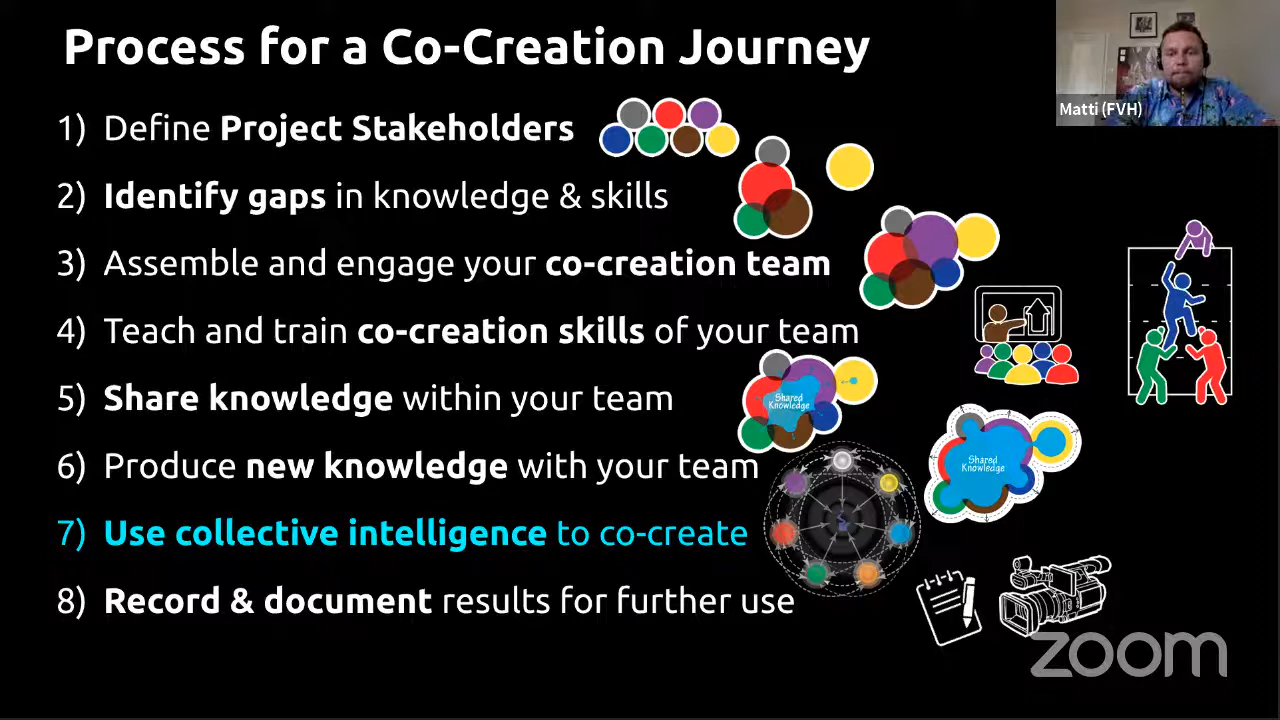 Process for a Co-Creation Journey
Matti (FVH)
1) Define Project Stakeholders
2) Identify gaps in knowledge & skills
3) Assemble and engage your co-creation team
4) Teach and train co-creation skills of your team
5) Share knowledge within your team
Shared
Knowledge
6) Produce new knowledge with your team
Shared
Knowledge
7) Use collective intelligence to co-create
8) Record & document results for further use
zoom